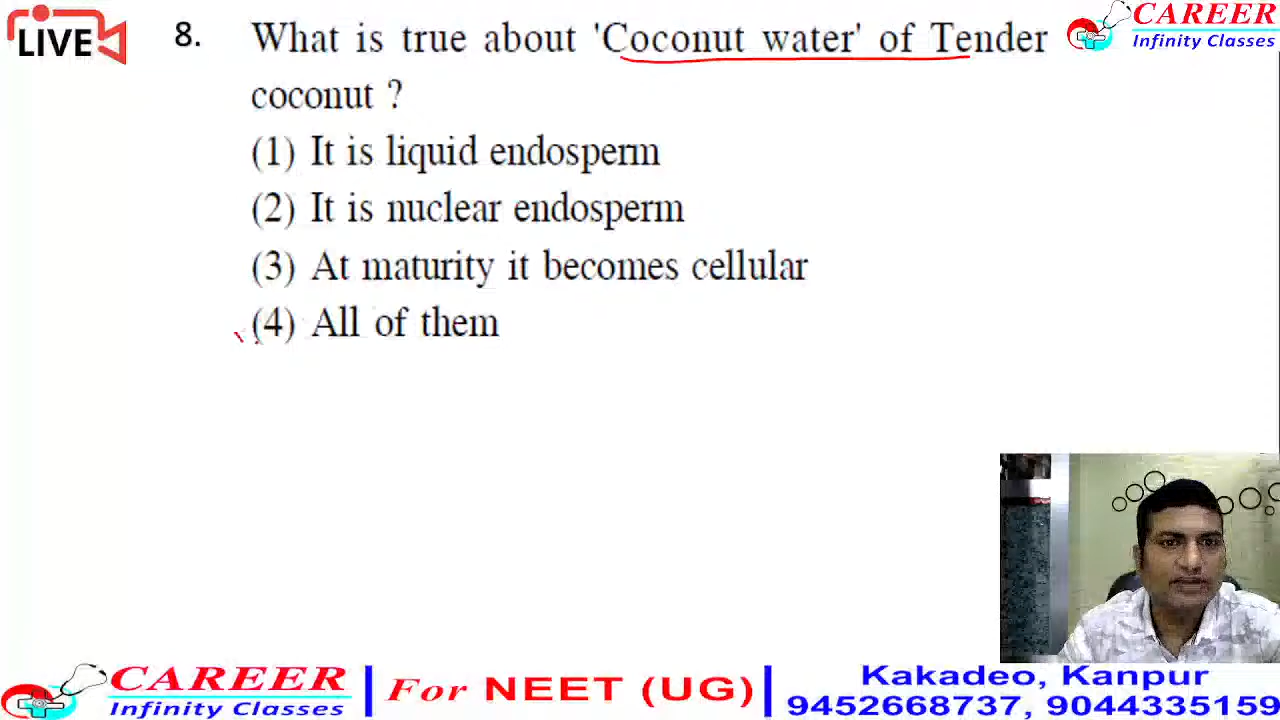 LIVE
8. What is true about 'Coconut water' of Tender
coconut ?
(1) It is liquid endosperm
(2) It is nuclear endosperm
(3) At maturity it becomes cellular
(4) All of them
CAREER
Infinity Classes
CAREER
Infinity Classes
For NEET (UG)
Kakadeo, Kanpur
9452668737, 9044335159